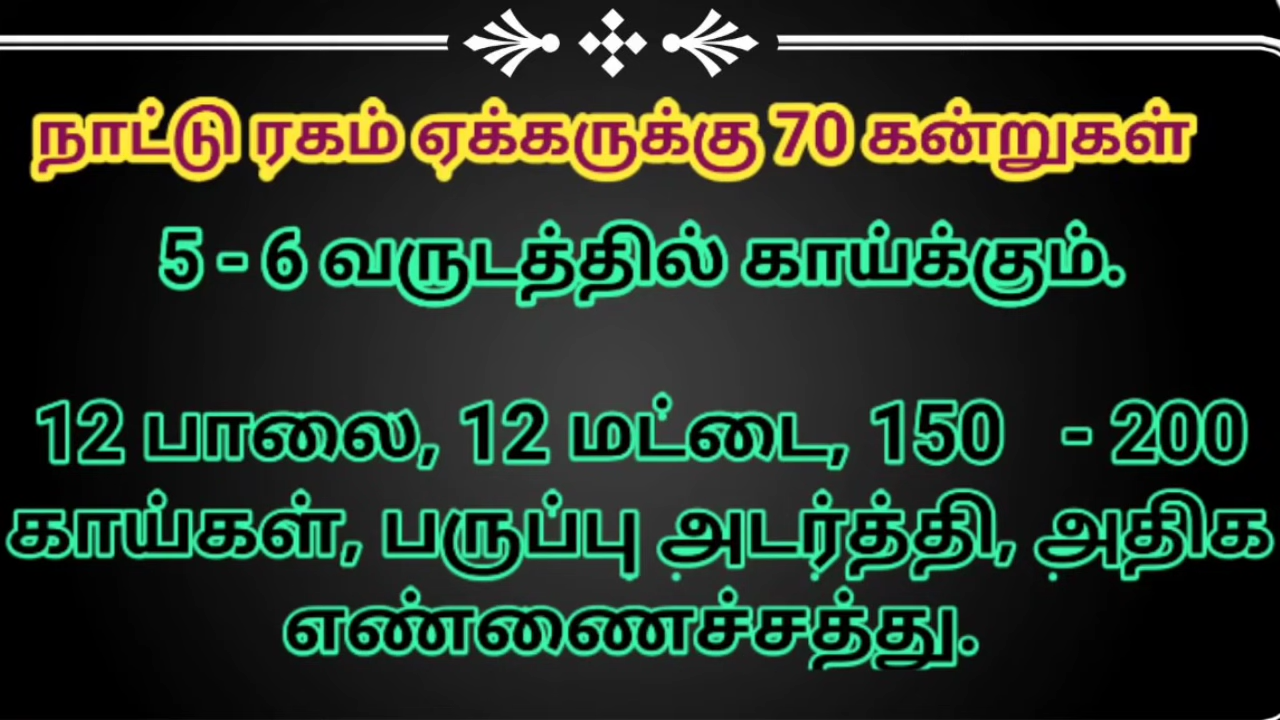 நாட்டு ரகம் ஏக்கருக்கு 70 கன்றுகள்
5 - 6 வருடத்தில் காய்க்கும்.
12 பாலை, 12 மட்டை, 150 - 200
காய்கள், பருப்பு அடர்த்தி, அதிக
எண்ணைச்சத்து.